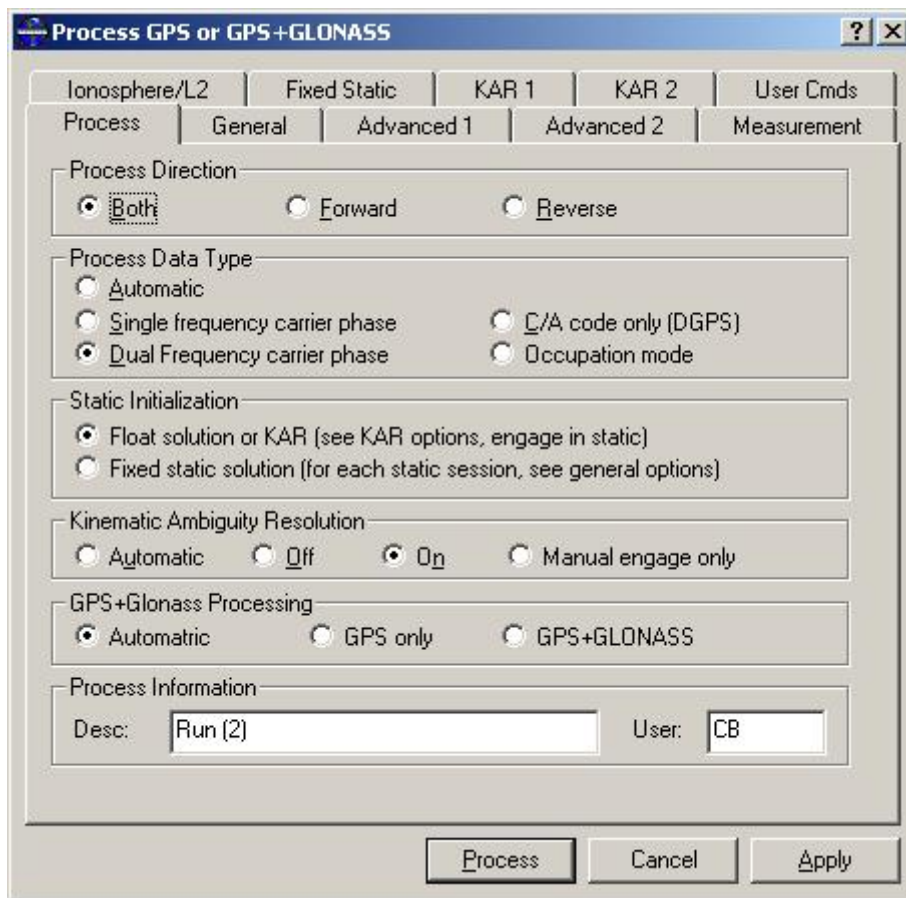 Process GPS or GPS+GLONASS
Ionosphere/L2 Fixed Static KAR 1 KAR 2 User Cmds
Process General Advanced 1 Advanced 2 Measurement
Process Direction
Both Forward Reverse
Process Data Type
Automatic
Single frequency carrier phase C/A code only (DGPS)
Dual Frequency carrier phase Occupation mode
Static Initialization
Float solution or KAR (see KAR options, engage in static)
Fixed static solution (for each static session, see general options)
Kinematic Ambiguity Resolution
Automatic Off On Manual engage only
GPS+Glonass Processing
Automatric GPS only GPS+GLONASS
Process Information
Desc: Run (2) User: CB
Process Cancel Apply